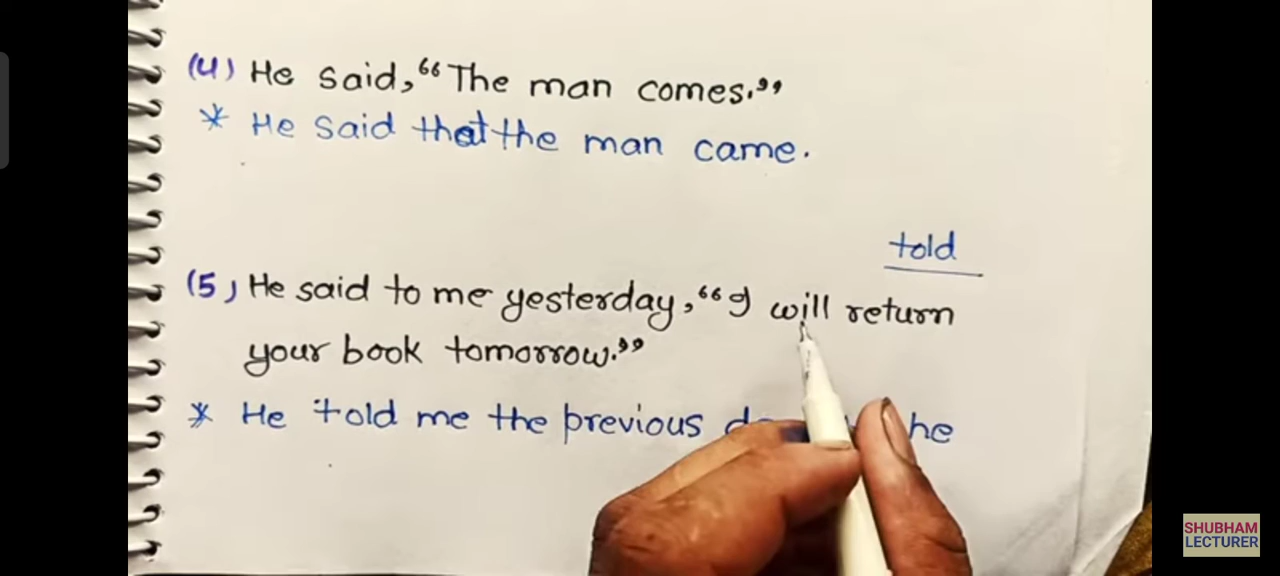 (4) He said, "The man comes."
* He said that the man came.
told
(5) He said to me yesterday, "I will return
your book tomorrow."
* He told me the previous he
SHUBHAM
LECTURER